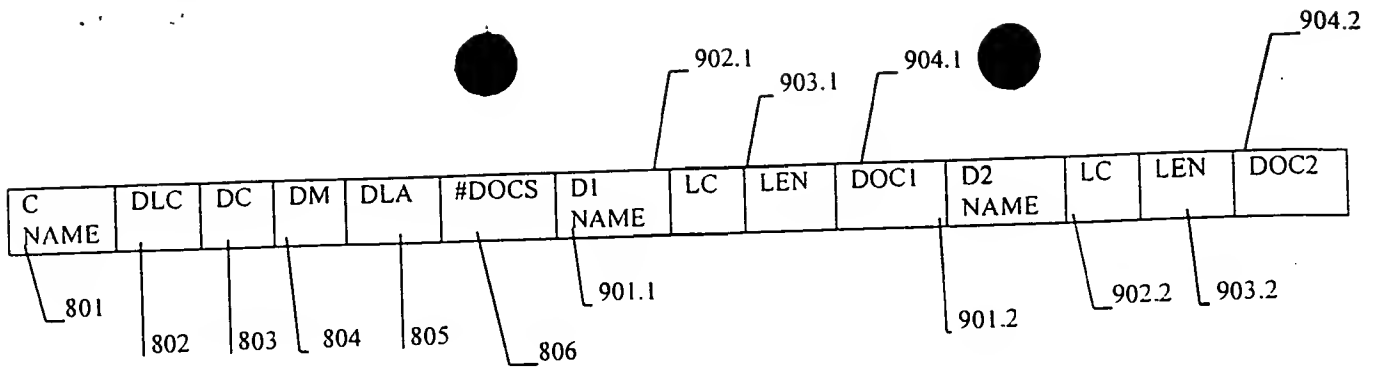 904.2
902.1
904.1
903.1
C DLC DC DM DLA #DOCS D1 LC LEN DOC1 D2 LC LEN DOC2
NAME NAME NAME
801 802 803 804 805 806 901.1 901.2 902.2 903.2